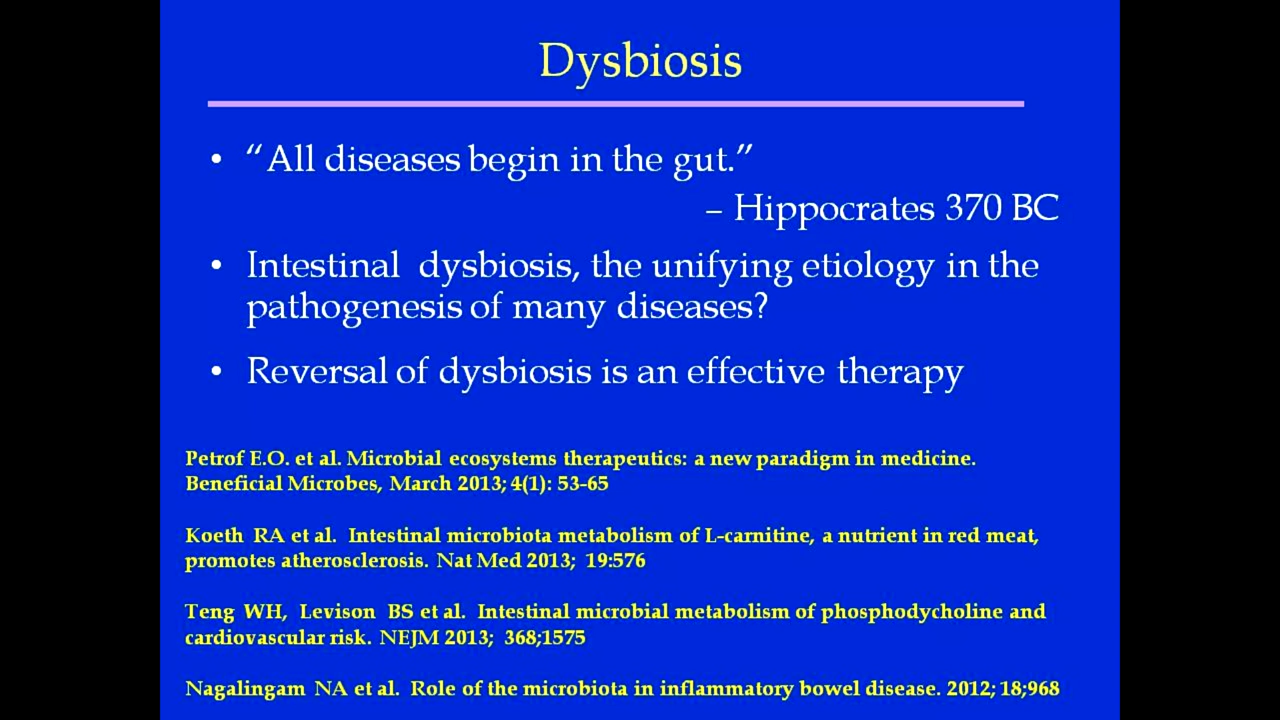 Dysbiosis
• “All diseases begin in the gut.”
– Hippocrates 370 BC
• Intestinal dysbiosis, the unifying etiology in the
pathogenesis of many diseases?
• Reversal of dysbiosis is an effective therapy
Petrof E.O. et al. Microbial ecosystems therapeutics: a new paradigm in medicine.
Beneficial Microbes, March 2013; 4(1): 53-65
Koeth RA et al. Intestinal microbiota metabolism of L-carnitine, a nutrient in red meat,
promotes atherosclerosis. Nat Med 2013; 19:576
Teng WH, Levison BS et al. Intestinal microbial metabolism of phosphodycholine and
cardiovascular risk. NEJM 2013; 368;1575
Nagalingam NA et al. Role of the microbiota in inflammatory bowel disease. 2012; 18;968